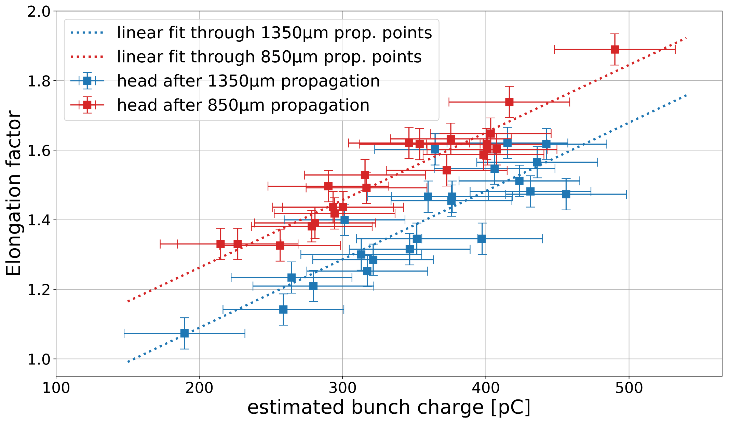 2.0
1.8
1.6
1.4
1.2
1.0
Elongation factor
linear fit through 1350μm prop. points
linear fit through 850μm prop. points
head after 1350μm propagation
head after 850μm propagation
100 200 300 400 500
estimated bunch charge [pC]